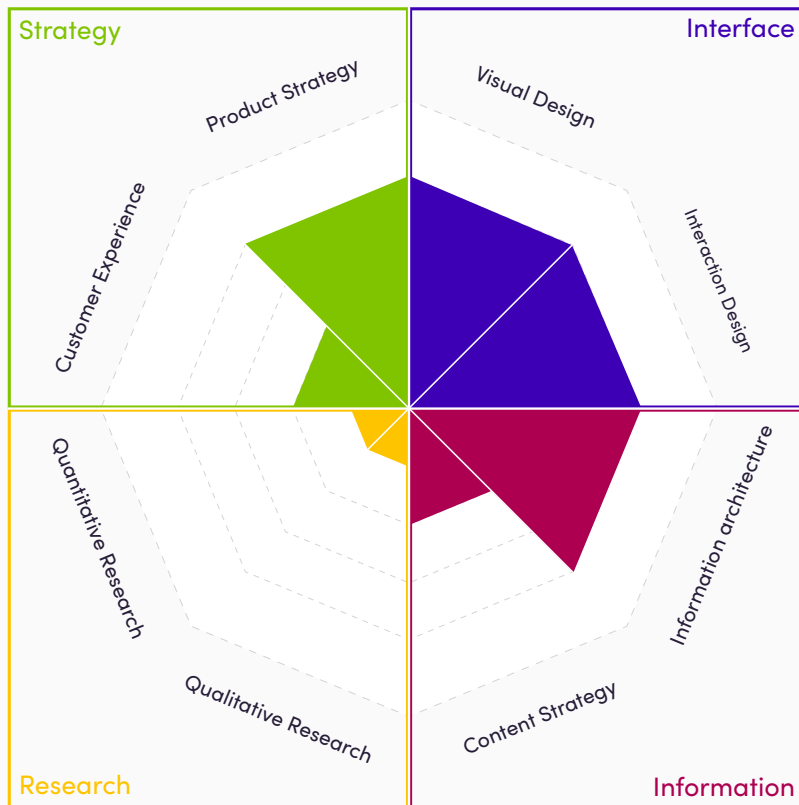 Strategy
Interface
Product Strategy
Visual Design
Customer Experience
Interaction Design
Quantitative Research
Information architecture
Qualitative Research
Content Strategy
Research
Information